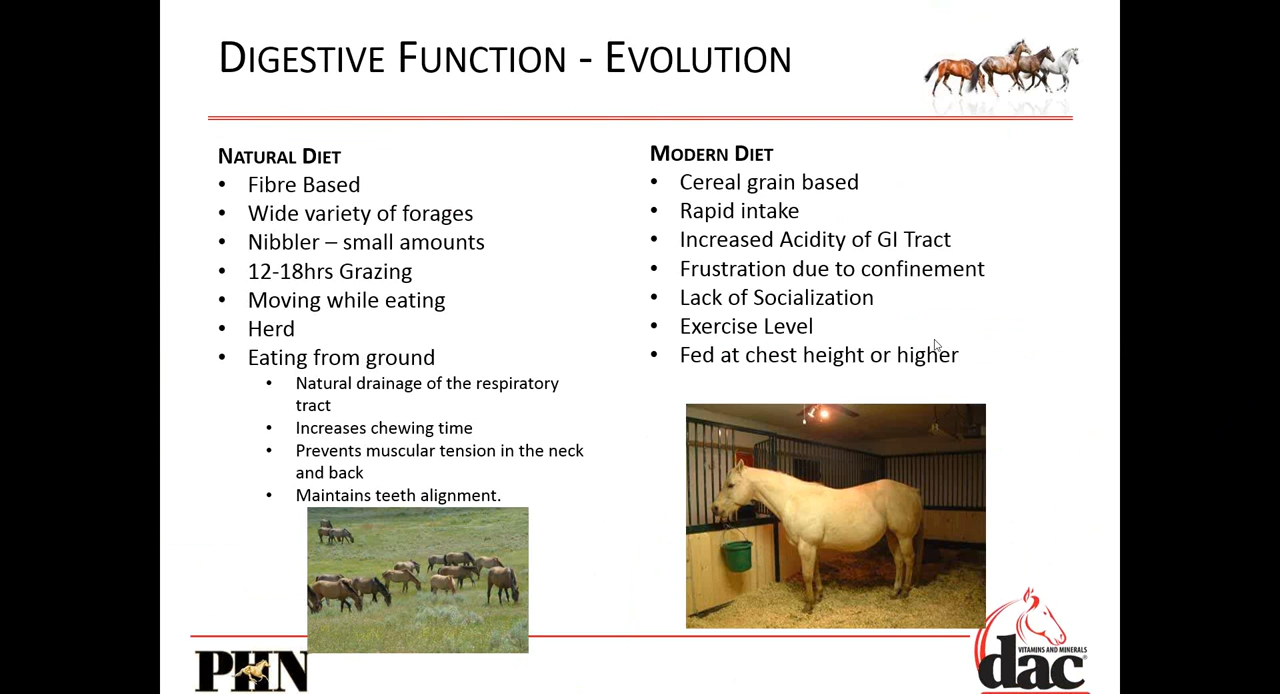 DIGESTIVE FUNCTION - EVOLUTION
NATURAL DIET
• Fibre Based
• Wide variety of forages
• Nibbler – small amounts
• 12-18hrs Grazing
• Moving while eating
• Herd
• Eating from ground
• Natural drainage of the respiratory
tract
• Increases chewing time
• Prevents muscular tension in the neck
and back
• Maintains teeth alignment.
MODERN DIET
• Cereal grain based
• Rapid intake
• Increased Acidity of GI Tract
• Frustration due to confinement
• Lack of Socialization
• Exercise Level
• Fed at chest height or higher
PHN
VITAMINS AND MINERALS
dac®